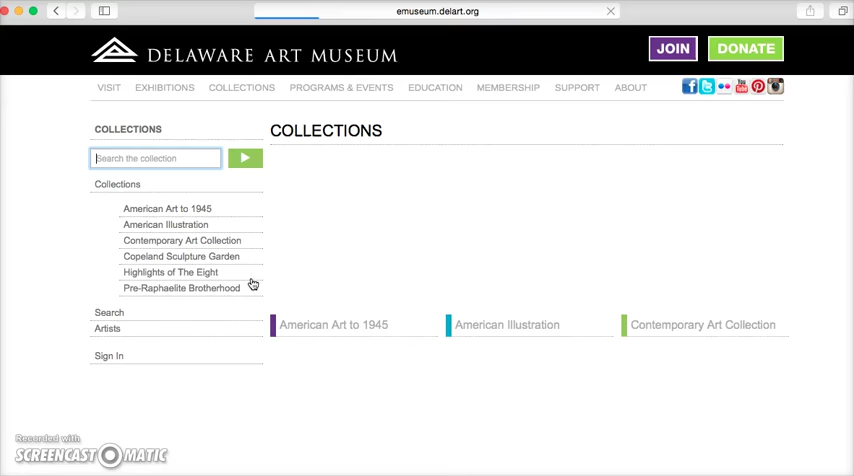 emuseum.delart.org
DELAWARE ART MUSEUM
JOIN
DONATE
VISIT EXHIBITIONS COLLECTIONS PROGRAMS & EVENTS EDUCATION MEMBERSHIP SUPPORT ABOUT
You Tube
COLLECTIONS
COLLECTIONS
Search the collection
Collections
American Art to 1945
American Illustration
Contemporary Art Collection
Copeland Sculpture Garden
Highlights of The Eight
Pre-Raphaelite Brotherhood
Search
Artists
Sign In
American Art to 1945
American Illustration
Contemporary Art Collection
Recorded with
SCREENCAST-O-MATIC